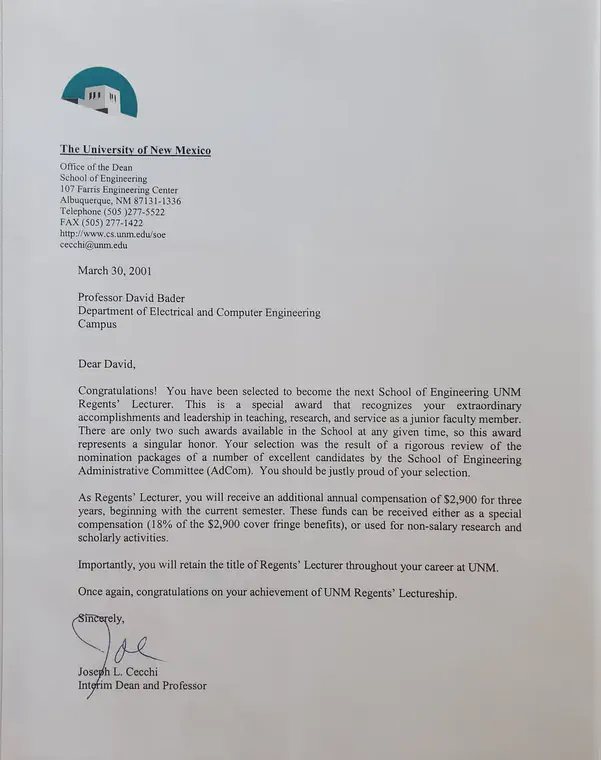 The University of New Mexico
Office of the Dean
School of Engineering
107 Farris Engineering Center
Albuquerque, NM 87131-1336
Telephone (505 )277-5522
FAX (505) 277-1422
http://www.cs.unm.edu/soe
cecchi@unm.edu
March 30, 2001
Professor David Bader
Department of Electrical and Computer Engineering
Campus
Dear David,
Congratulations! You have been selected to become the next School of Engineering UNM
Regents' Lecturer. This is a special award that recognizes your extraordinary
accomplishments and leadership in teaching, research, and service as a junior faculty member.
There are only two such awards available in the School at any given time, so this award
represents a singular honor. Your selection was the result of a rigorous review of the
nomination packages of a number of excellent candidates by the School of Engineering
Administrative Committee (AdCom). You should be justly proud of your selection.
As Regents' Lecturer, you will receive an additional annual compensation of $2,900 for three
years, beginning with the current semester. These funds can be received either as a special
compensation (18% of the $2,900 cover fringe benefits), or used for non-salary research and
scholarly activities.
Importantly, you will retain the title of Regents' Lecturer throughout your career at UNM.
Once again, congratulations on your achievement of UNM Regents' Lectureship.
Sincerely,
Joe
Joseph L. Cecchi
Interim Dean and Professor